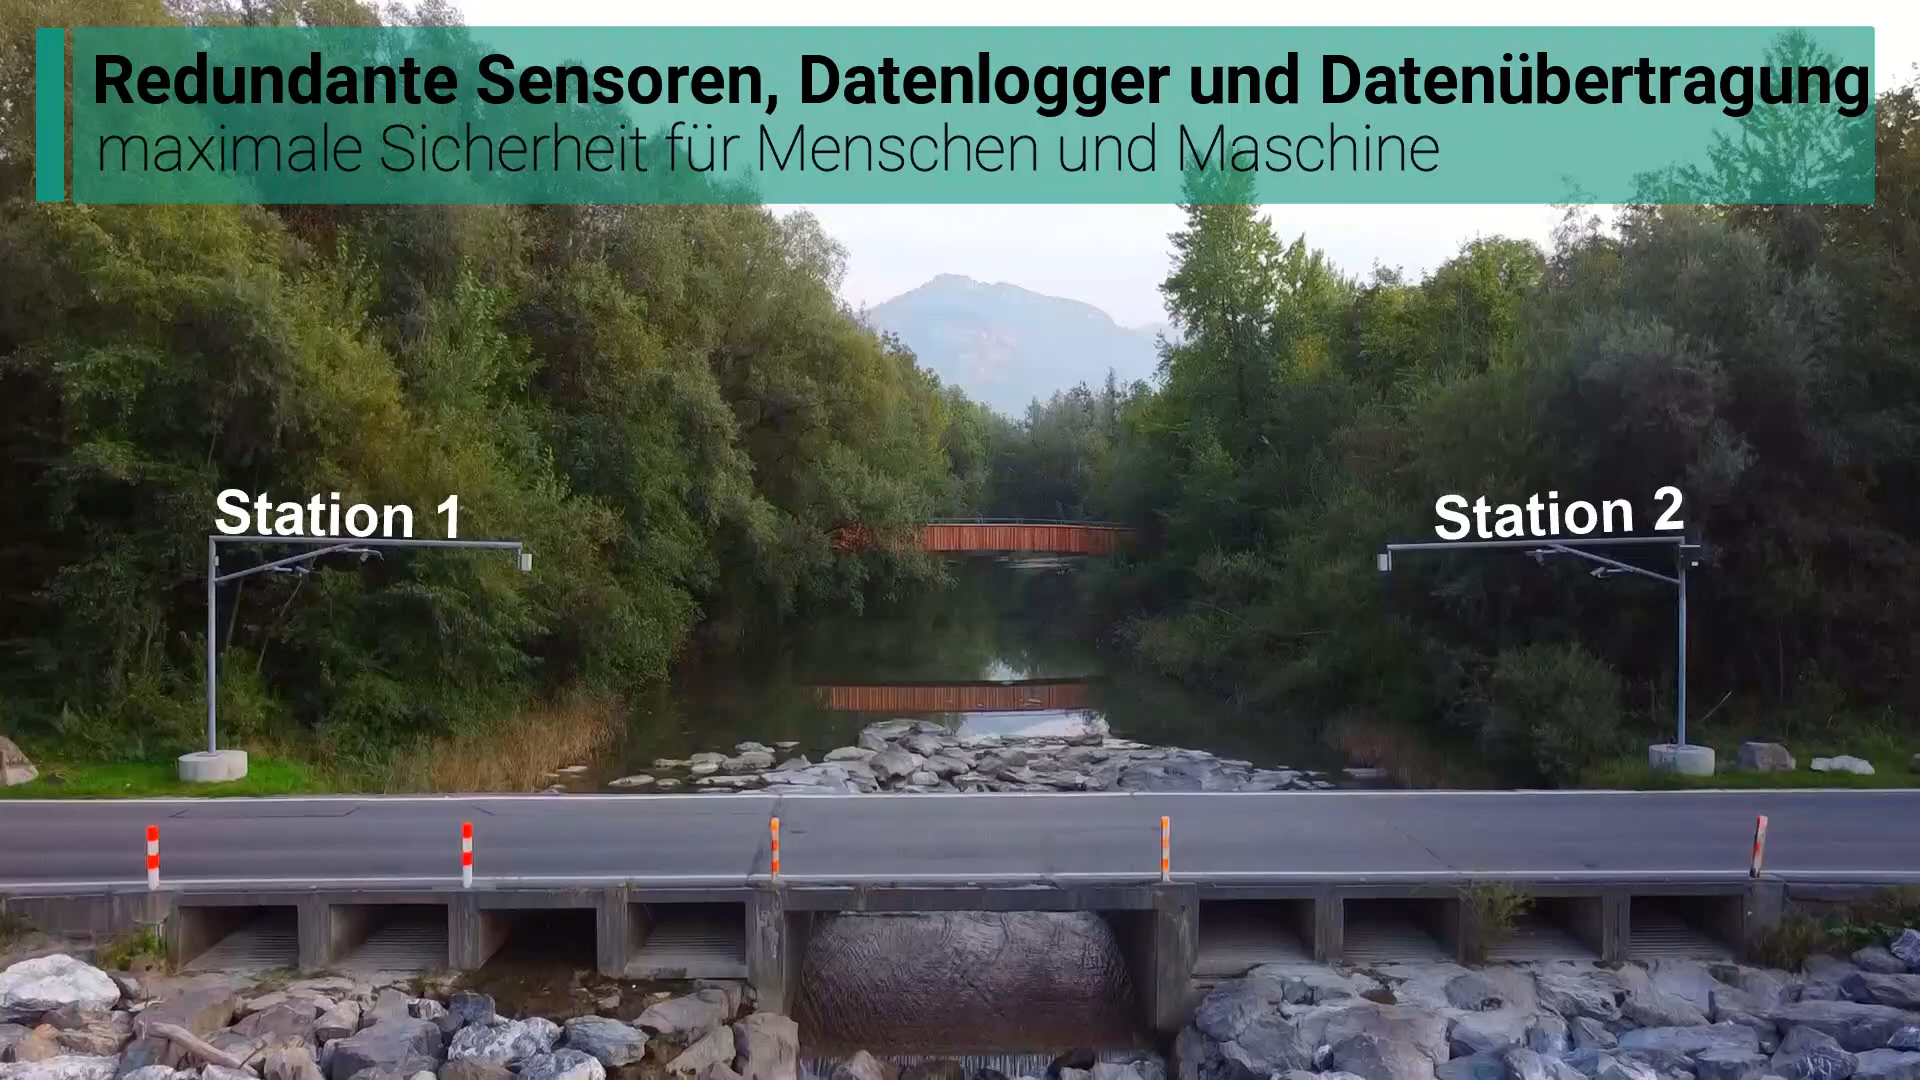 Redundante Sensoren, Datenlogger und Datenübertragung
maximale Sicherheit für Menschen und Maschine
Station 1
Station 2